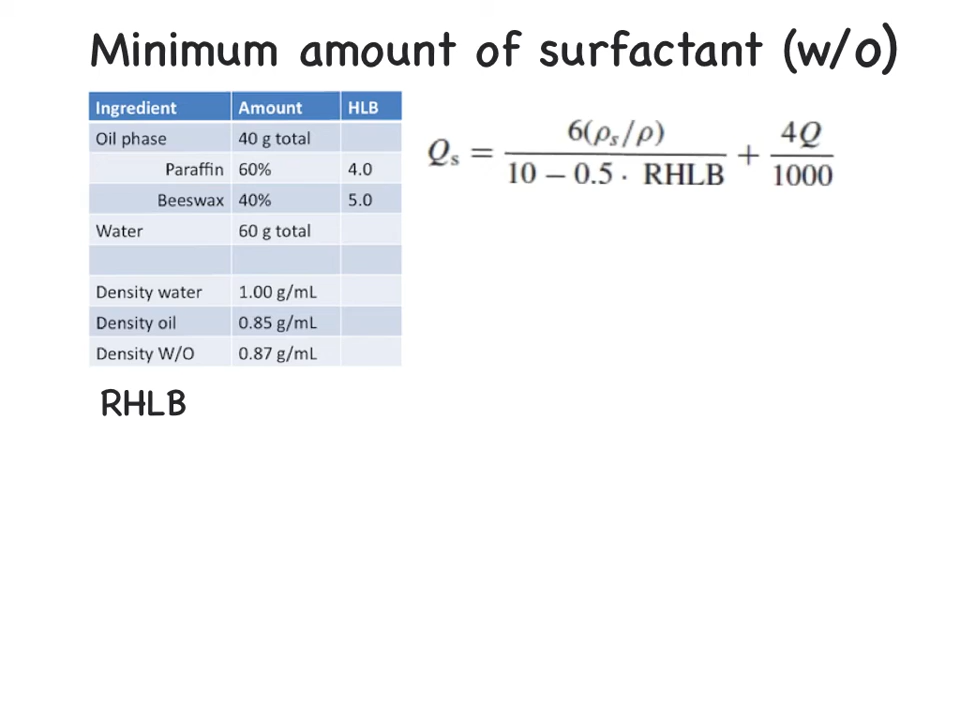 Minimum amount of surfactant (w/o)
Ingredient Amount HLB
Oil phase 40 g total
Paraffin 60% 4.0
Beeswax 40% 5.0
Water 60 g total
Density water 1.00 g/mL
Density oil 0.85 g/mL
Density W/O 0.87 g/mL
Qs = 6(ρs/ρ) / 10 − 0.5 · RHLB + 4Q / 1000
RHLB